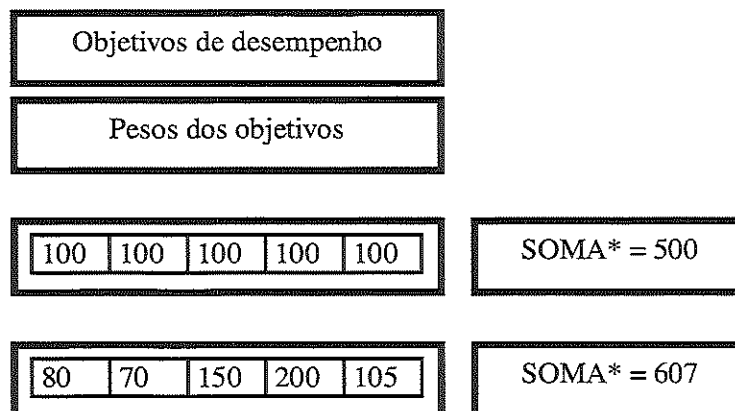 Objetivos de desempenho
Pesos dos objetivos
100 100 100 100 100 SOMA* = 500
80 70 150 200 105 SOMA* = 607